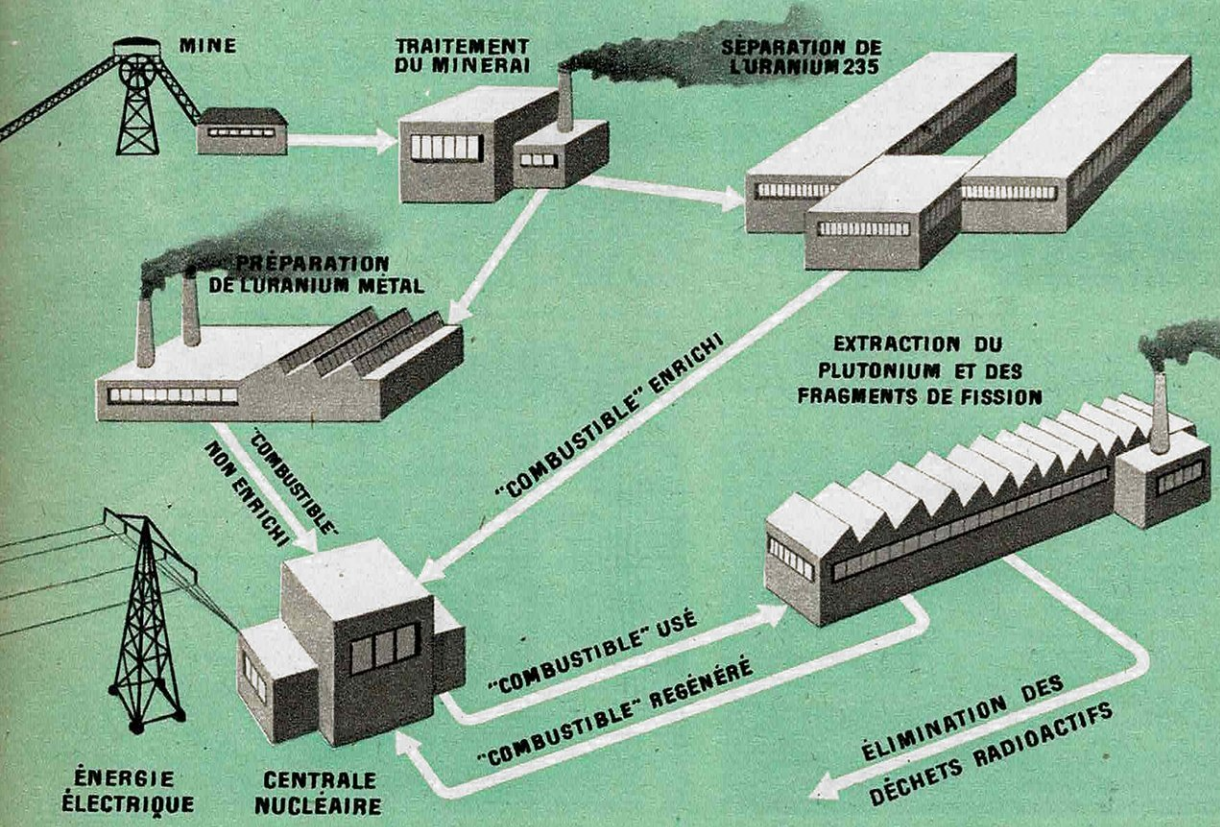 MINE
TRAITEMENT
DU MINERAI
SÉPARATION DE
L'URANIUM 235
PRÉPARATION
DE L'URANIUM MÉTAL
EXTRACTION DU
PLUTONIUM ET DES
FRAGMENTS DE FISSION
"COMBUSTIBLE" ENRICHI
"COMBUSTIBLE"
NON ENRICHI
"COMBUSTIBLE" USÉ
"COMBUSTIBLE" REGÉNÉRÉ
ÉLIMINATION DES
DÉCHETS RADIOACTIFS
ÉNERGIE
ÉLECTRIQUE
CENTRALE
NUCLÉAIRE